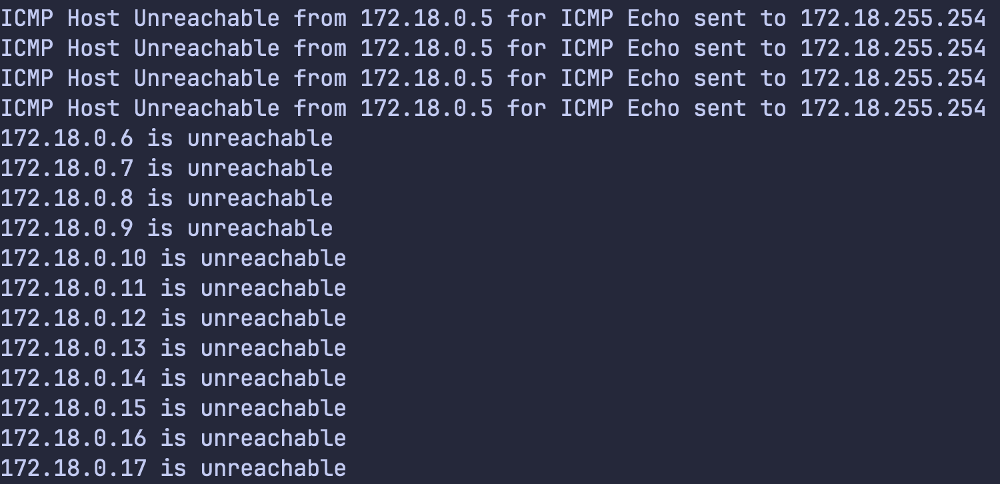 ICMP Host Unreachable from 172.18.0.5 for ICMP Echo sent to 172.18.255.254
ICMP Host Unreachable from 172.18.0.5 for ICMP Echo sent to 172.18.255.254
ICMP Host Unreachable from 172.18.0.5 for ICMP Echo sent to 172.18.255.254
ICMP Host Unreachable from 172.18.0.5 for ICMP Echo sent to 172.18.255.254
172.18.0.6 is unreachable
172.18.0.7 is unreachable
172.18.0.8 is unreachable
172.18.0.9 is unreachable
172.18.0.10 is unreachable
172.18.0.11 is unreachable
172.18.0.12 is unreachable
172.18.0.13 is unreachable
172.18.0.14 is unreachable
172.18.0.15 is unreachable
172.18.0.16 is unreachable
172.18.0.17 is unreachable